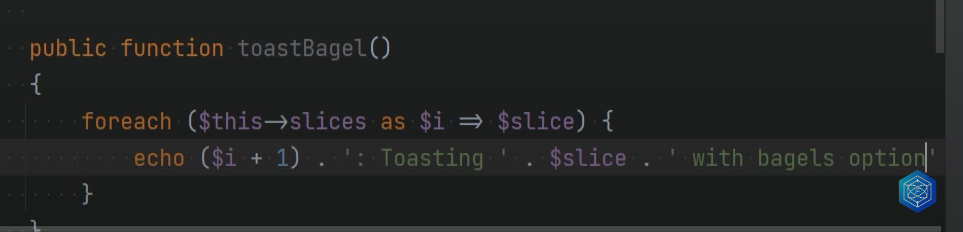 public function toastBagel()
{
foreach ($this->slices as $i => $slice) {
echo ($i + 1) . ': Toasting ' . $slice . ' with bagels option'
}
}